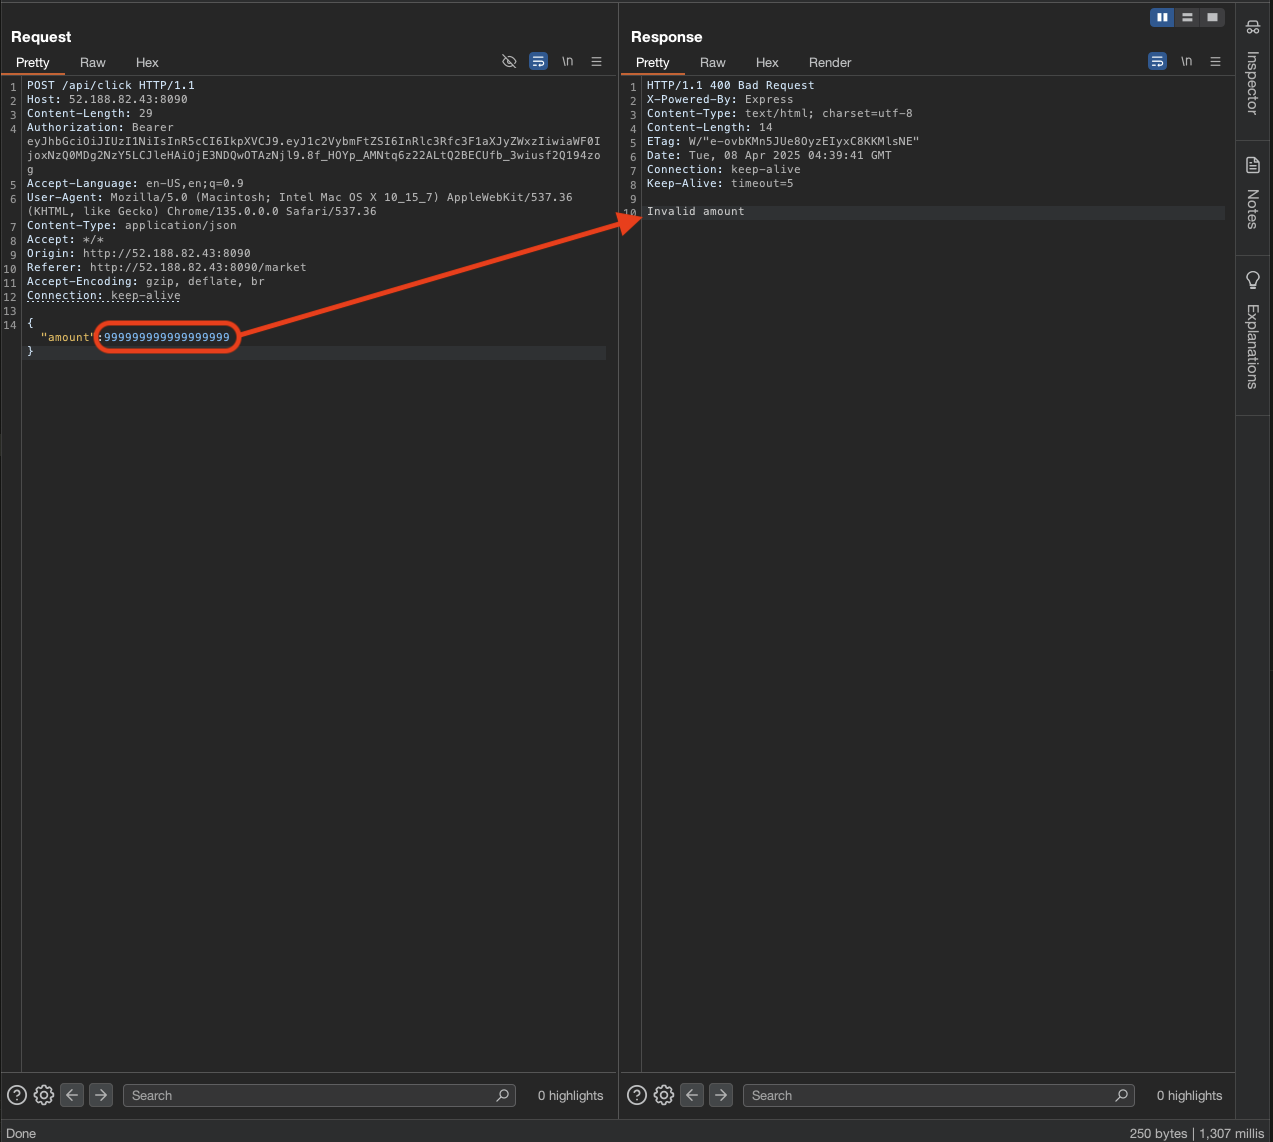 Request
Pretty Raw Hex \n
1 POST /api/click HTTP/1.1
2 Host: 52.188.82.43:8090
3 Content-Length: 29
4 Authorization: Bearer
eyJhbGciOiJIUzI1NiIsInR5cCI6IkpXVCJ9.eyJ1c2VybmFtZSI6InRlc3Rfc3F1aXJyZWxzIiwiaWF0I
joxNzQ0MDg2NzY5LCJleHAiOjE3NDQwOTAzNjl9.8f_HOYp_AMNtq6z22ALtQ2BECUfb_3wiusf2Q194zo
g
5 Accept-Language: en-US,en;q=0.9
6 User-Agent: Mozilla/5.0 (Macintosh; Intel Mac OS X 10_15_7) AppleWebKit/537.36
(KHTML, like Gecko) Chrome/135.0.0.0 Safari/537.36
7 Content-Type: application/json
8 Accept: */*
9 Origin: http://52.188.82.43:8090
10 Referer: http://52.188.82.43:8090/market
11 Accept-Encoding: gzip, deflate, br
12 Connection: keep-alive
13
14 {
"amount":999999999999999999
}
Search
0 highlights
Response
Pretty Raw Hex Render \n
1 HTTP/1.1 400 Bad Request
2 X-Powered-By: Express
3 Content-Type: text/html; charset=utf-8
4 Content-Length: 14
5 ETag: W/"e-ovbKMn5JUe8OyzEIyxC8KKMlsNE"
6 Date: Tue, 08 Apr 2025 04:39:41 GMT
7 Connection: keep-alive
8 Keep-Alive: timeout=5
9
10 Invalid amount
Search
0 highlights
Inspector
Notes
Explanations
Done
250 bytes | 1,307 millis